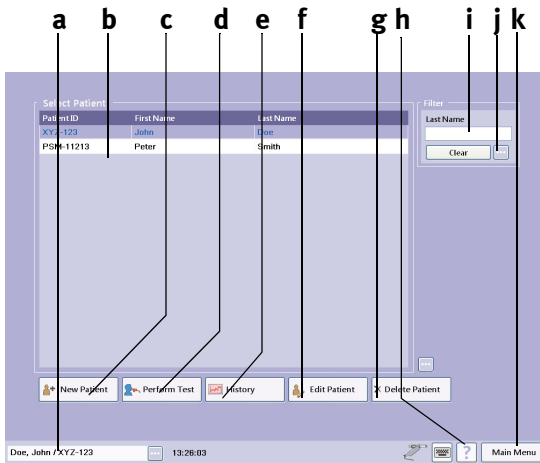 a b c d e f g h i j k
Select Patient
Filter
Patient ID First Name Last Name
Last Name
XYZ-123 John Doe
PSM-11213 Peter Smith
Clear ...
...
New Patient Perform Test History Edit Patient X Delete Patient
Doe, John / XYZ-123 ... 13:26:03 ? Main Menu